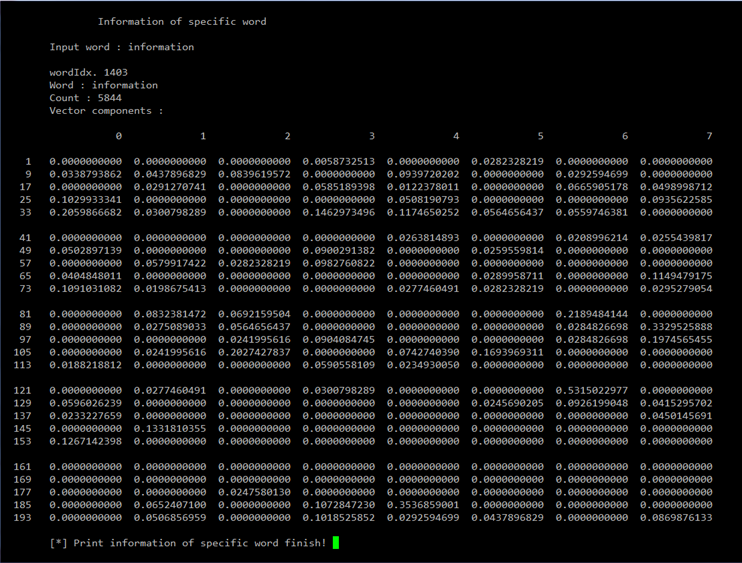 Information of specific word
Input word : information
wordIdx. 1403
Word : information
Count : 5844
Vector components :
0 1 2 3 4 5 6 7
1 0.0000000000 0.0000000000 0.0000000000 0.0058732513 0.0000000000 0.0282328219 0.0000000000 0.0000000000
9 0.0338793862 0.0437896829 0.0839619572 0.0000000000 0.0939720202 0.0000000000 0.0292594699 0.0000000000
17 0.0000000000 0.0291270741 0.0000000000 0.0585189398 0.0122378011 0.0000000000 0.0665905178 0.0498998712
25 0.1029933341 0.0000000000 0.0000000000 0.0000000000 0.0508190793 0.0000000000 0.0000000000 0.0935622585
33 0.2059866682 0.0300798289 0.0000000000 0.1462973496 0.1174650252 0.0564656437 0.0559746381 0.0000000000
41 0.0000000000 0.0000000000 0.0000000000 0.0000000000 0.0263814893 0.0000000000 0.0208996214 0.0255439817
49 0.0502897139 0.0000000000 0.0000000000 0.0900291382 0.0000000000 0.0259559814 0.0000000000 0.0000000000
57 0.0000000000 0.0579917422 0.0282328219 0.0982760822 0.0000000000 0.0000000000 0.0000000000 0.0000000000
65 0.0404848011 0.0000000000 0.0000000000 0.0000000000 0.0000000000 0.0289958711 0.0000000000 0.1149479175
73 0.1091031082 0.0198675413 0.0000000000 0.0000000000 0.0277460491 0.0282328219 0.0000000000 0.0295279054
81 0.0000000000 0.0832381472 0.0692159504 0.0000000000 0.0000000000 0.0000000000 0.2189484144 0.0000000000
89 0.0000000000 0.0275089033 0.0564656437 0.0000000000 0.0000000000 0.0000000000 0.0284826698 0.3329525888
97 0.0000000000 0.0000000000 0.0241995616 0.0904084745 0.0000000000 0.0000000000 0.0284826698 0.1974565455
105 0.0000000000 0.0241995616 0.2027427837 0.0000000000 0.0742740390 0.1693969311 0.0000000000 0.0000000000
113 0.0188218812 0.0000000000 0.0000000000 0.0590558109 0.0234930050 0.0000000000 0.0000000000 0.0000000000
121 0.0000000000 0.0277460491 0.0000000000 0.0300798289 0.0000000000 0.0000000000 0.5315022977 0.0000000000
129 0.0596026239 0.0000000000 0.0000000000 0.0000000000 0.0000000000 0.0245690205 0.0926199048 0.0415295702
137 0.0233227659 0.0000000000 0.0000000000 0.0000000000 0.0000000000 0.0000000000 0.0000000000 0.0450145691
145 0.0000000000 0.1331810355 0.0000000000 0.0000000000 0.0000000000 0.0000000000 0.0000000000 0.0000000000
153 0.1267142398 0.0000000000 0.0000000000 0.0000000000 0.0000000000 0.0000000000 0.0000000000 0.0000000000
161 0.0000000000 0.0000000000 0.0000000000 0.0000000000 0.0000000000 0.0000000000 0.0000000000 0.0000000000
169 0.0000000000 0.0000000000 0.0000000000 0.0000000000 0.0000000000 0.0000000000 0.0000000000 0.0000000000
177 0.0000000000 0.0000000000 0.0247580130 0.0000000000 0.0000000000 0.0000000000 0.0000000000 0.0000000000
185 0.0000000000 0.0652407100 0.0000000000 0.1072847230 0.3536859001 0.0000000000 0.0000000000 0.0000000000
193 0.0000000000 0.0506856959 0.0000000000 0.1018525852 0.0292594699 0.0437896829 0.0000000000 0.0869876133
[*] Print information of specific word finish!